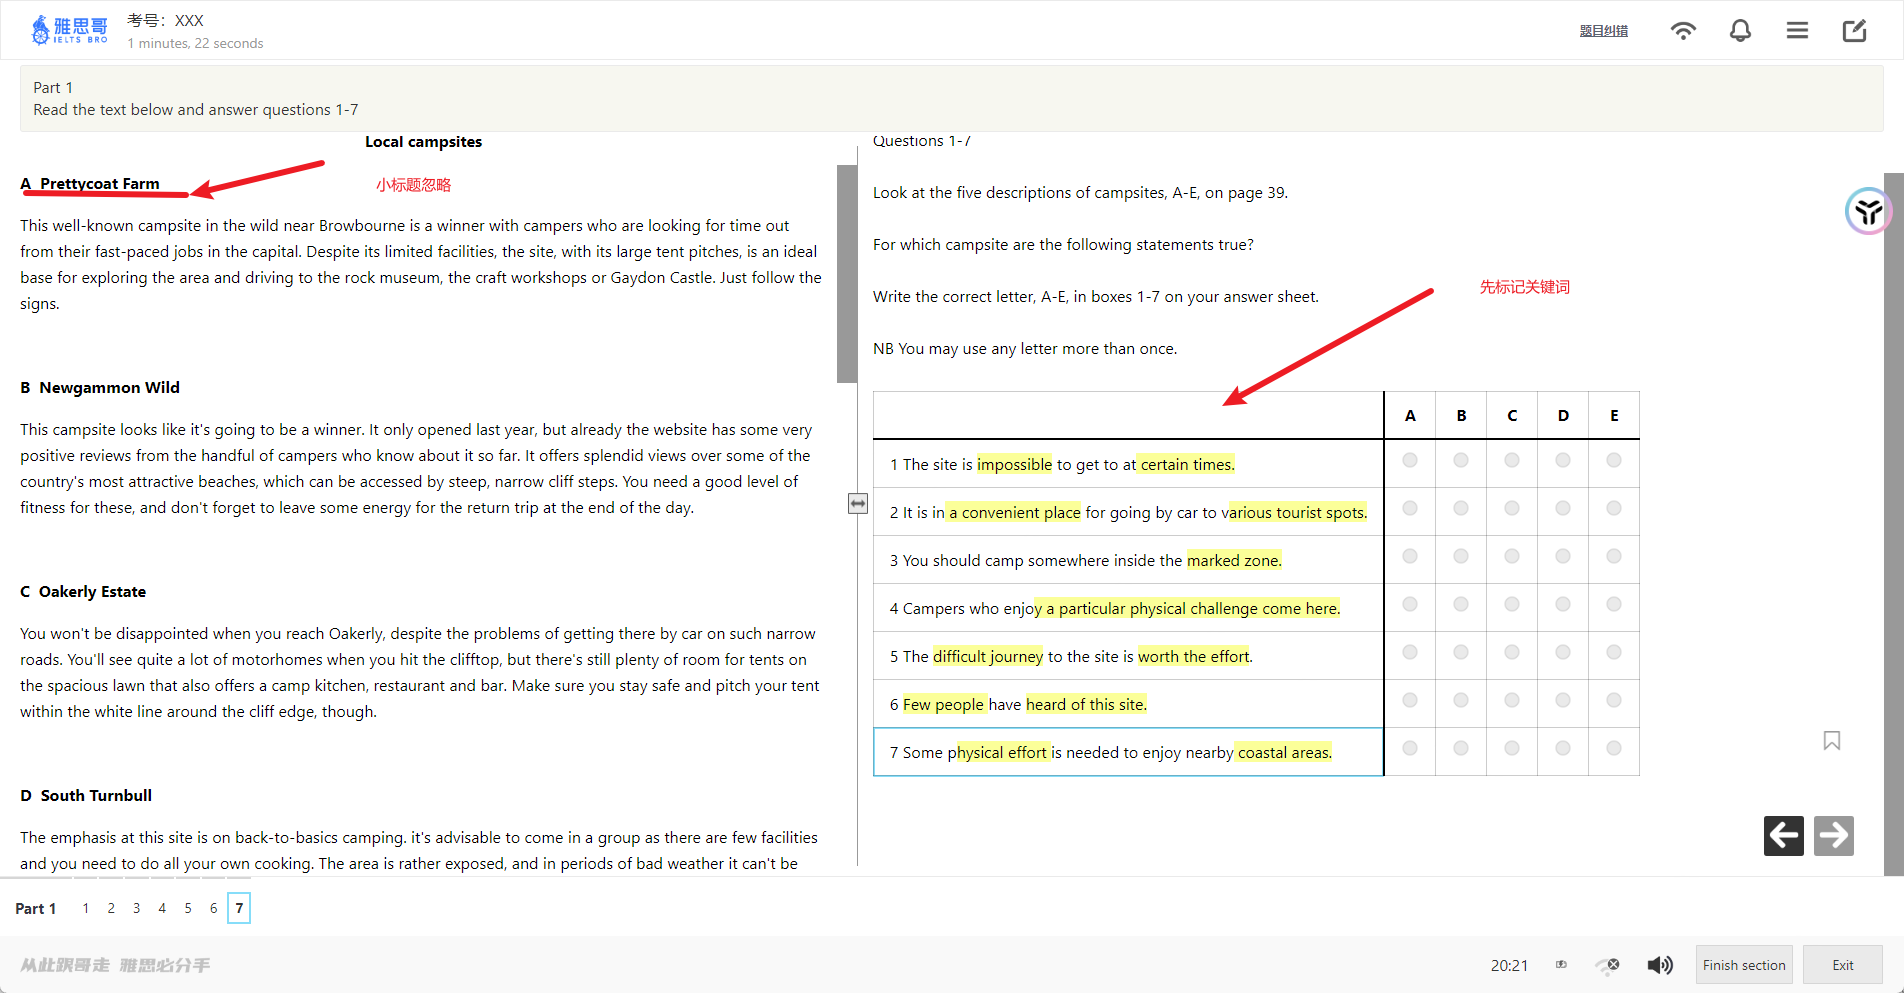 雅思哥
IELTS BRO
考号：XXX
1 minutes, 22 seconds
题目纠错
Part 1
Read the text below and answer questions 1-7
Local campsites
A Prettycoat Farm
小标题忽略
This well-known campsite in the wild near Browbourne is a winner with campers who are looking for time out
from their fast-paced jobs in the capital. Despite its limited facilities, the site, with its large tent pitches, is an ideal
base for exploring the area and driving to the rock museum, the craft workshops or Gaydon Castle. Just follow the
signs.
B Newgammon Wild
This campsite looks like it's going to be a winner. It only opened last year, but already the website has some very
positive reviews from the handful of campers who know about it so far. It offers splendid views over some of the
country's most attractive beaches, which can be accessed by steep, narrow cliff steps. You need a good level of
fitness for these, and don't forget to leave some energy for the return trip at the end of the day.
C Oakerly Estate
You won't be disappointed when you reach Oakerly, despite the problems of getting there by car on such narrow
roads. You'll see quite a lot of motorhomes when you hit the clifftop, but there's still plenty of room for tents on
the spacious lawn that also offers a camp kitchen, restaurant and bar. Make sure you stay safe and pitch your tent
within the white line around the cliff edge, though.
D South Turnbull
The emphasis at this site is on back-to-basics camping. it's advisable to come in a group as there are few facilities
and you need to do all your own cooking. The area is rather exposed, and in periods of bad weather it can't be
Questions 1-7
Look at the five descriptions of campsites, A-E, on page 39.
For which campsite are the following statements true?
先标记关键词
Write the correct letter, A-E, in boxes 1-7 on your answer sheet.
NB You may use any letter more than once.
A B C D E
1 The site is impossible to get to at certain times.
2 It is in a convenient place for going by car to various tourist spots.
3 You should camp somewhere inside the marked zone.
4 Campers who enjoy a particular physical challenge come here.
5 The difficult journey to the site is worth the effort.
6 Few people have heard of this site.
7 Some physical effort is needed to enjoy nearby coastal areas.
Part 1 1 2 3 4 5 6 7
从此跟哥走 雅思必分手
20:21
Finish section
Exit